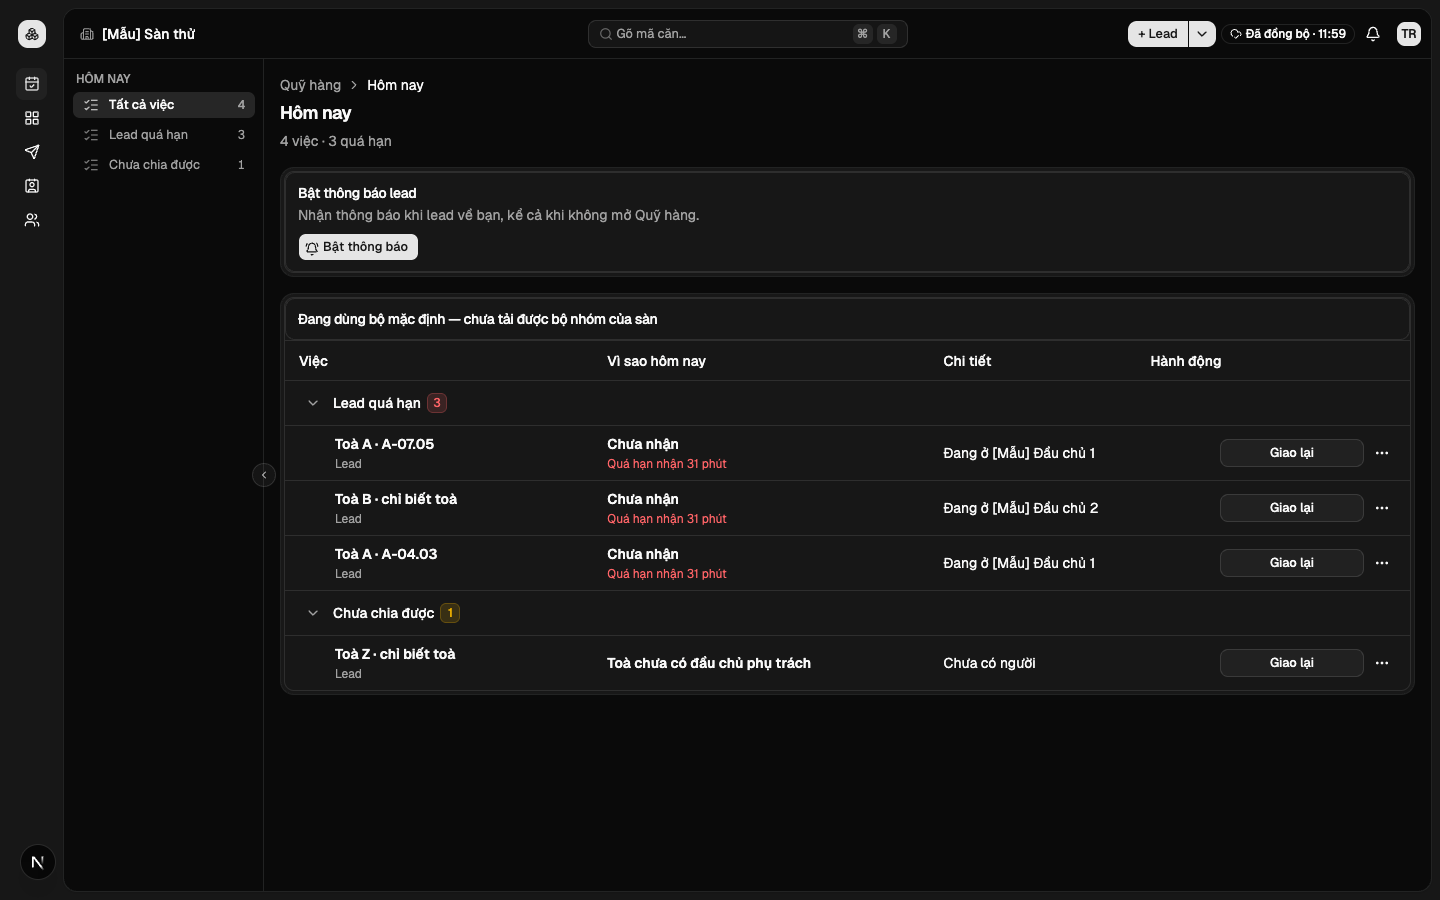 [Mẫu] Sàn thử
Gõ mã căn...
⌘ K
+ Lead
Đã đồng bộ · 11:59
TR
HÔM NAY
Tất cả việc 4
Lead quá hạn 3
Chưa chia được 1
Quỹ hàng > Hôm nay
Hôm nay
4 việc · 3 quá hạn
Bật thông báo lead
Nhận thông báo khi lead về bạn, kể cả khi không mở Quỹ hàng.
Bật thông báo
Đang dùng bộ mặc định — chưa tải được bộ nhóm của sàn
Việc Vì sao hôm nay Chi tiết Hành động
Lead quá hạn 3
Toà A · A-07.05 Chưa nhận Đang ở [Mẫu] Đầu chủ 1 Giao lại
Lead Quá hạn nhận 31 phút
Toà B · chỉ biết toà Chưa nhận Đang ở [Mẫu] Đầu chủ 2 Giao lại
Lead Quá hạn nhận 31 phút
Toà A · A-04.03 Chưa nhận Đang ở [Mẫu] Đầu chủ 1 Giao lại
Lead Quá hạn nhận 31 phút
Chưa chia được 1
Toà Z · chỉ biết toà Toà chưa có đầu chủ phụ trách Chưa có người Giao lại
Lead
N